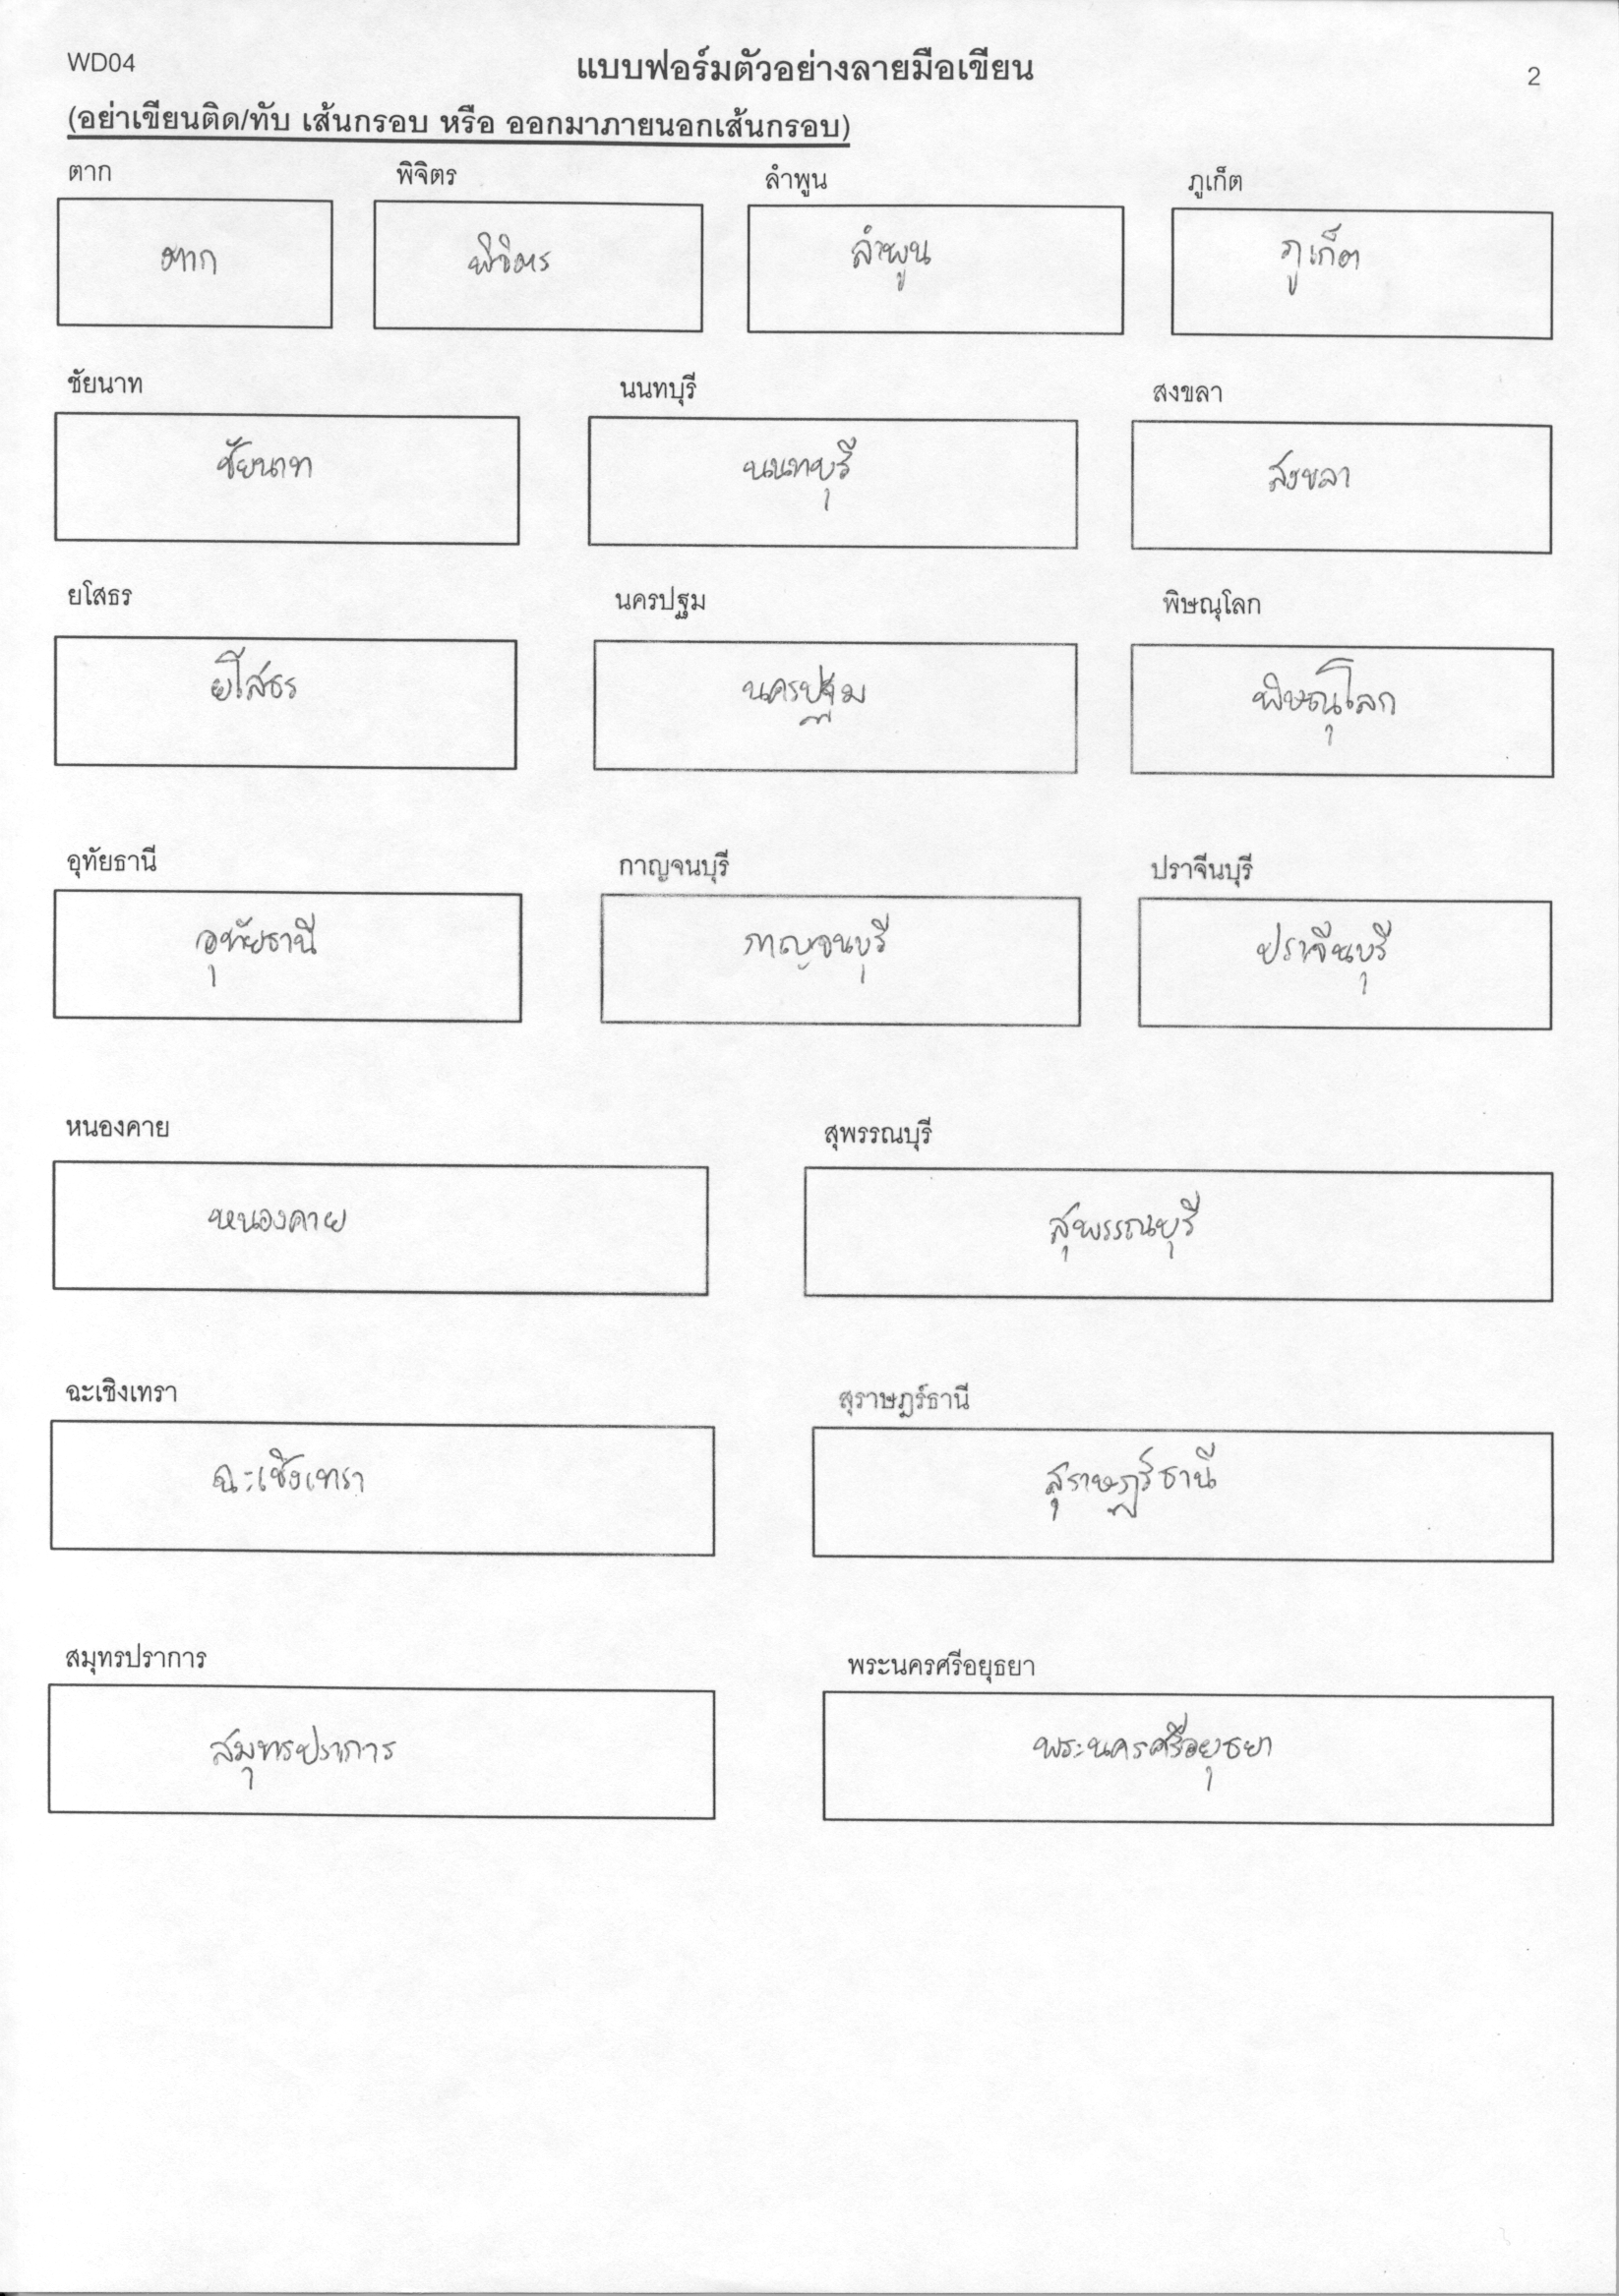 WD04 แบบฟอร์มตัวอย่างลายมือเขียน 2
(อย่าเขียนติด/ทับ เส้นกรอบ หรือ ออกมาภายนอกเส้นกรอบ)
ตาก พิจิตร ลำพูน ภูเก็ต
ตาก พิจิตร ลำพูน ภูเก็ต
ชัยนาท นนทบุรี สงขลา
ชัยนาท นนทบุรี สงขลา
ยโสธร นครปฐม พิษณุโลก
ยโสธร นครปฐม พิษณุโลก
อุทัยธานี กาญจนบุรี ปราจีนบุรี
อุทัยธานี กาญจนบุรี ปราจีนบุรี
หนองคาย สุพรรณบุรี
หนองคาย สุพรรณบุรี
ฉะเชิงเทรา สุราษฎร์ธานี
ฉะเชิงเทรา สุราษฎร์ธานี
สมุทรปราการ พระนครศรีอยุธยา
สมุทรปราการ พระนครศรีอยุธยา